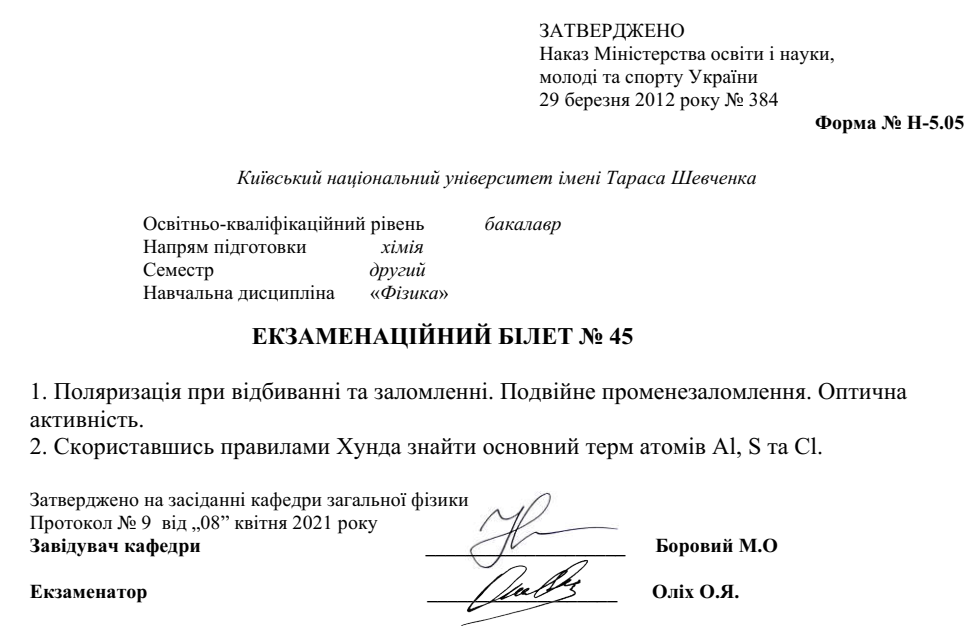 ЗАТВЕРДЖЕНО
Наказ Міністерства освіти і науки,
молоді та спорту України
29 березня 2012 року № 384
Форма № Н-5.05
Київський національний університет імені Тараса Шевченка
Освітньо-кваліфікаційний рівень бакалавр
Напрям підготовки хімія
Семестр другий
Навчальна дисципліна «Фізика»
ЕКЗАМЕНАЦІЙНИЙ БІЛЕТ № 45
1. Поляризація при відбиванні та заломленні. Подвійне променезаломлення. Оптична
активність.
2. Скориставшись правилами Хунда знайти основний терм атомів Al, S та Cl.
Затверджено на засіданні кафедри загальної фізики
Протокол № 9 від „08” квітня 2021 року
Завідувач кафедри Боровий М.О
Екзаменатор Оліх О.Я.